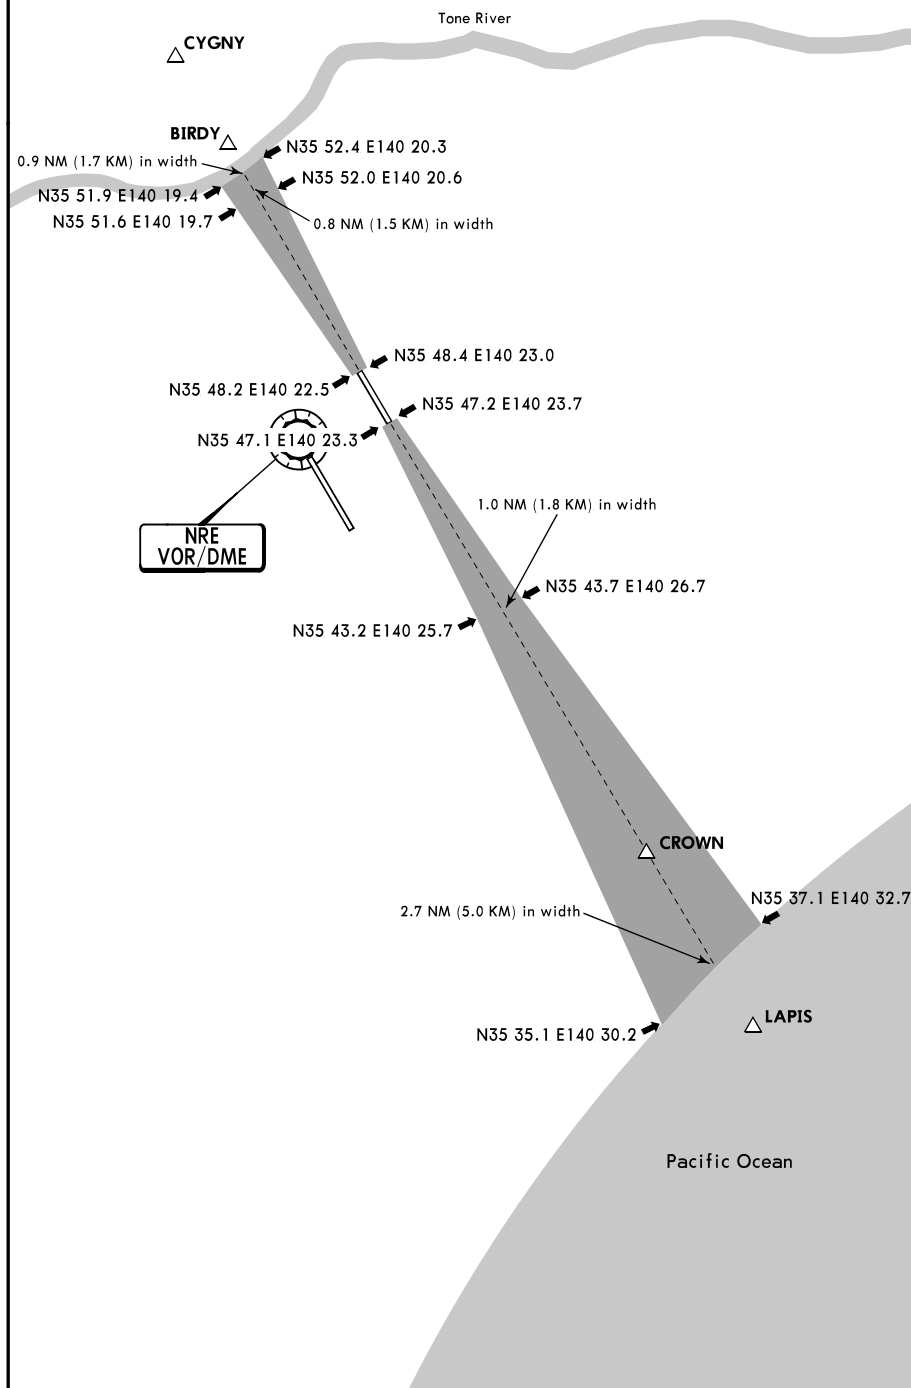 Tone River
CYGNY
BIRDY
N35 52.4 E140 20.3
0.9 NM (1.7 KM) in width
N35 52.0 E140 20.6
N35 51.9 E140 19.4
N35 51.6 E140 19.7
0.8 NM (1.5 KM) in width
N35 48.4 E140 23.0
N35 48.2 E140 22.5
N35 47.2 E140 23.7
N35 47.1 E140 23.3
1.0 NM (1.8 KM) in width
NRE
VOR/DME
N35 43.7 E140 26.7
N35 43.2 E140 25.7
CROWN
N35 37.1 E140 32.7
2.7 NM (5.0 KM) in width
LAPIS
N35 35.1 E140 30.2
Pacific Ocean